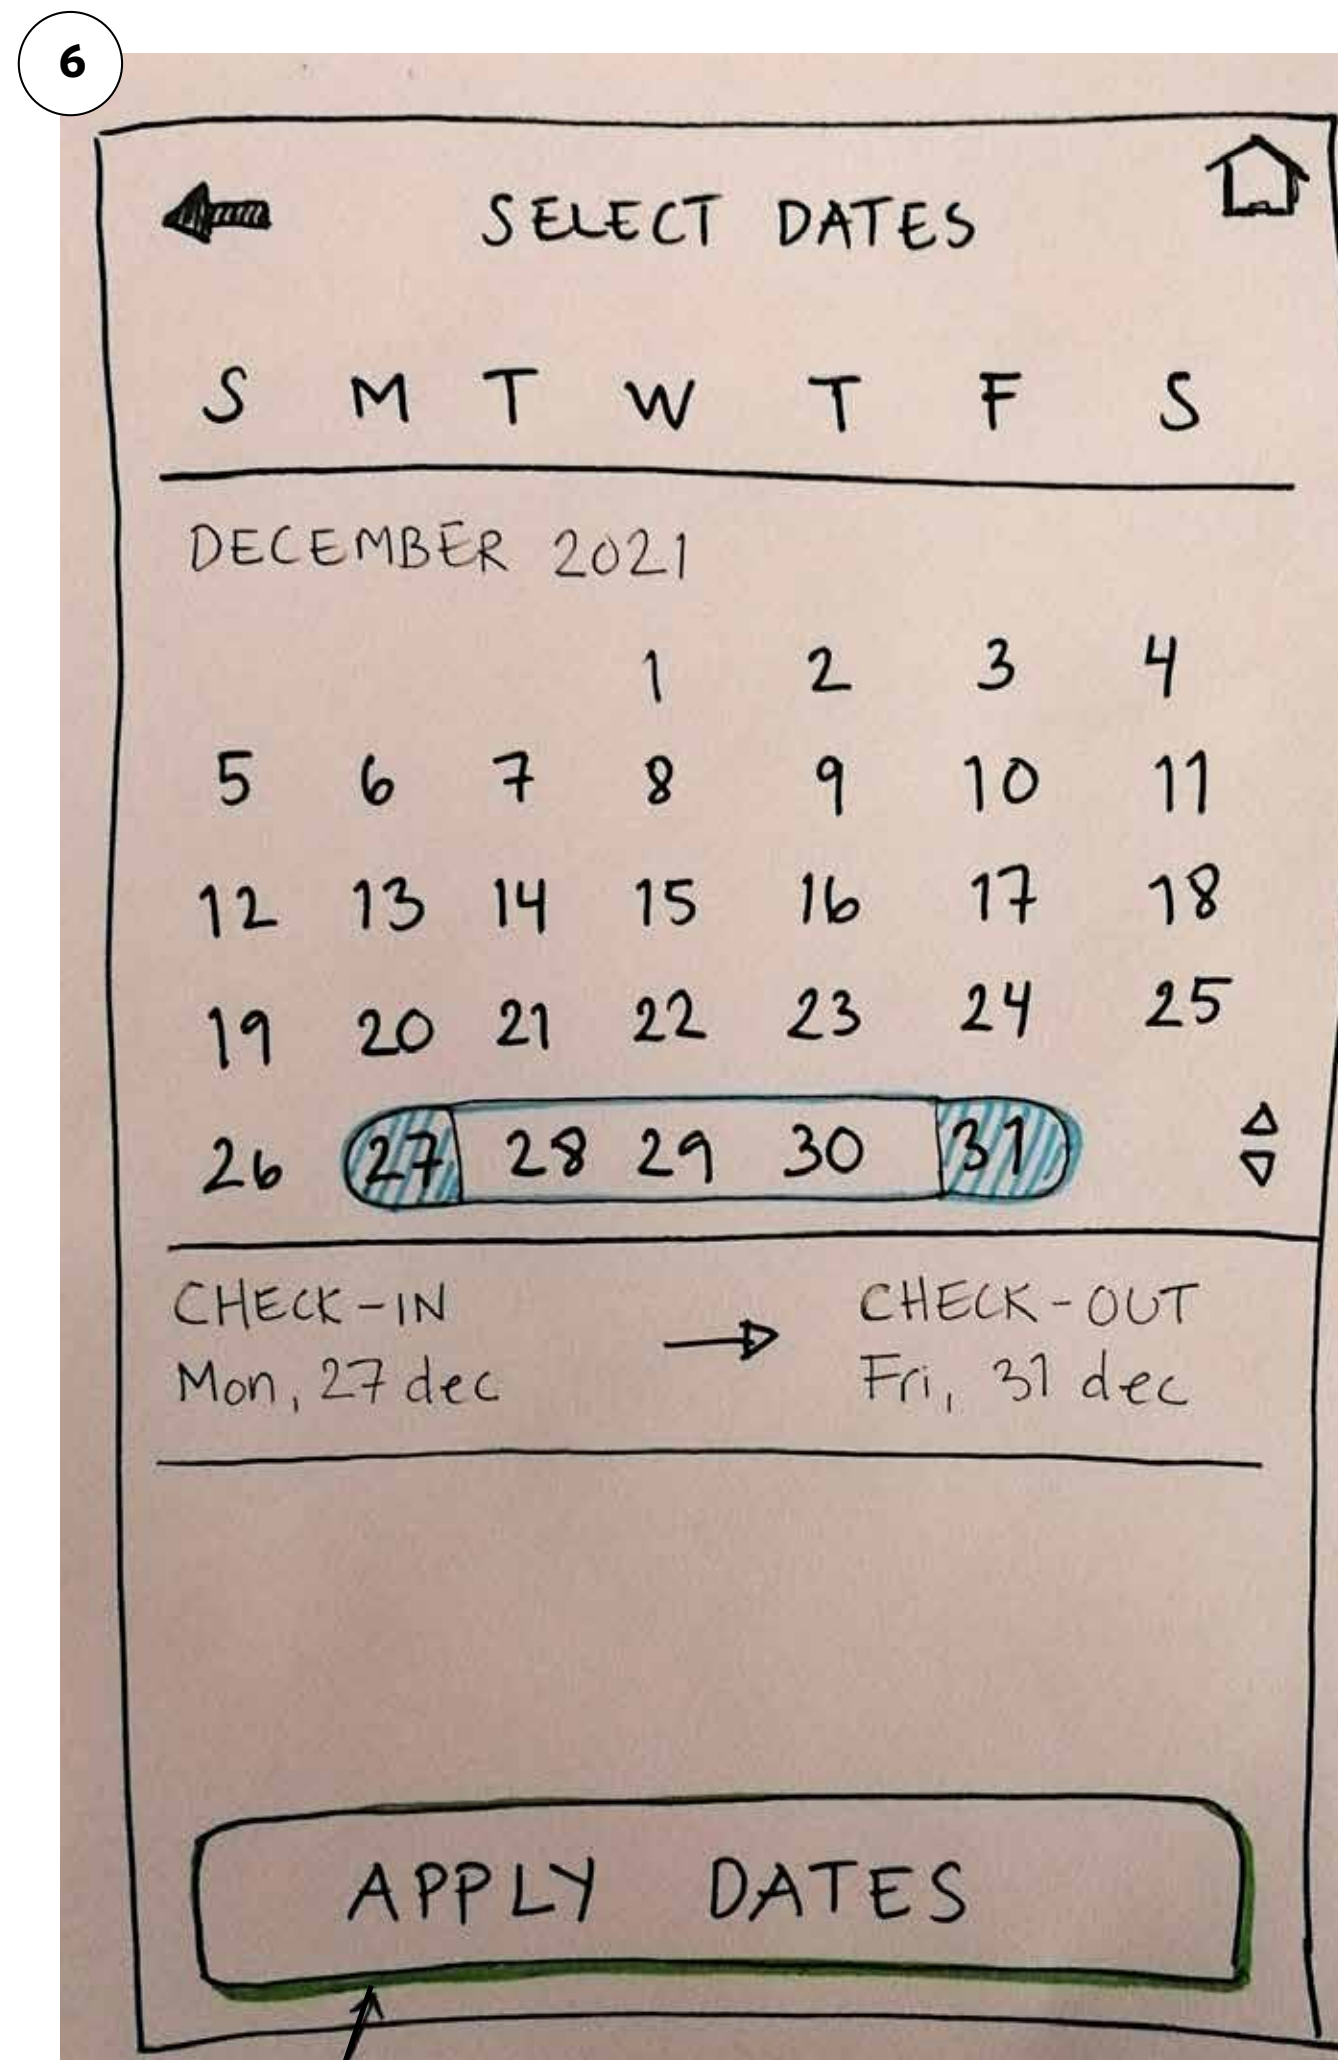 6
SELECT DATES
S M T W T F S
DECEMBER 2021
1 2 3 4
5 6 7 8 9 10 11
12 13 14 15 16 17 18
19 20 21 22 23 24 25
26 27 28 29 30 31
CHECK-IN CHECK-OUT
Mon, 27 dec Fri, 31 dec
APPLY DATES